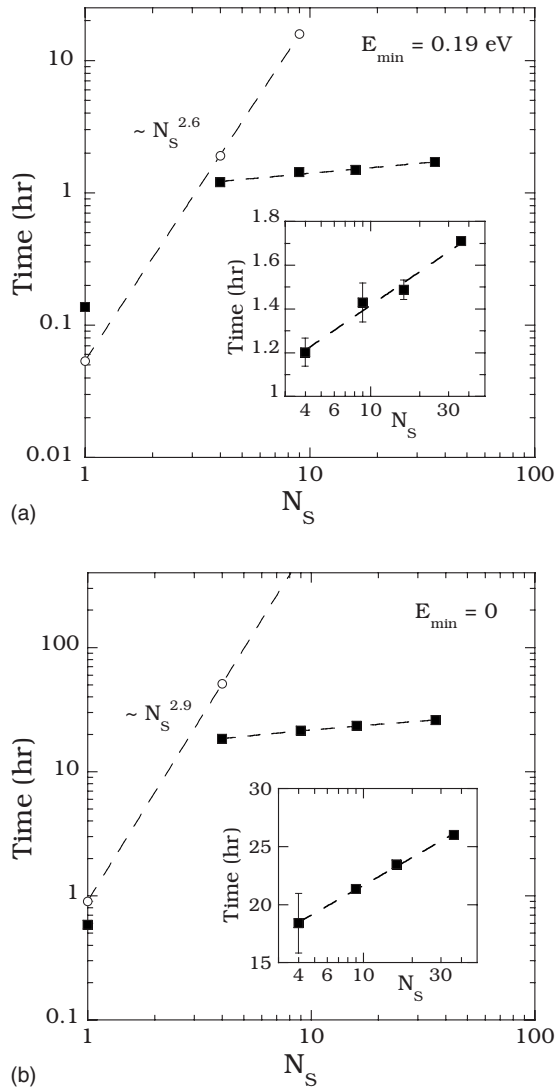 E_min = 0.19 eV
10
~ N_S^2.6
1
0.1
0.01
Time (hr)
1.8
1.6
1.4
1.2
1
Time (hr)
4 6 10 30
N_S
1 10 100
N_S
(a)
E_min = 0
100
~ N_S^2.9
10
1
0.1
Time (hr)
30
25
20
15
Time (hr)
4 6 10 30
N_S
1 10 100
N_S
(b)